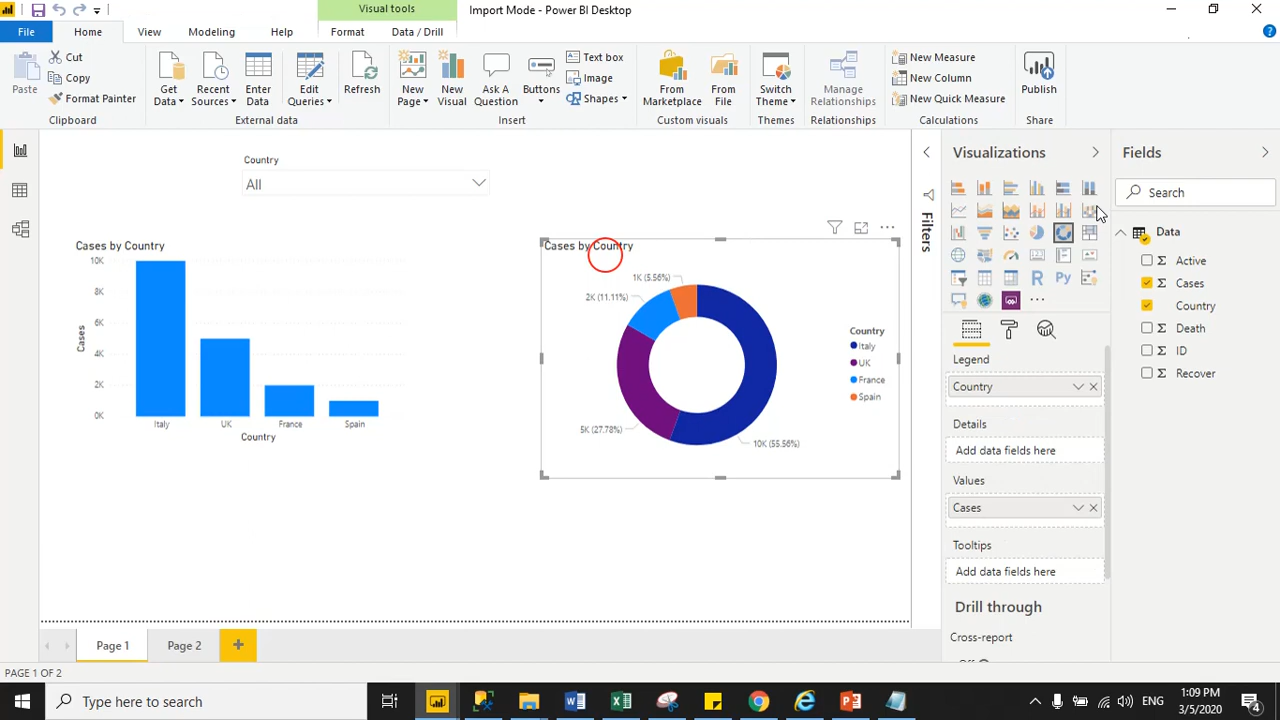 Visual tools
Import Mode - Power BI Desktop
File
Home
View
Modeling
Help
Format
Data / Drill
Paste
Cut
Copy
Format Painter
Clipboard
Get Data
Recent Sources
Enter Data
Edit Queries
External data
Refresh
New Page
New Visual
Ask A Question
Buttons
Text box
Image
Shapes
Insert
From Marketplace
From File
Custom visuals
Switch Theme
Themes
Manage Relationships
Relationships
New Measure
New Column
New Quick Measure
Calculations
Publish
Share
Country
All
Cases by Country
10K
8K
6K
4K
2K
0K
Cases
Italy
UK
France
Spain
Country
Cases by Country
1K (5.56%)
2K (11.11%)
5K (27.78%)
10K (55.56%)
Country
Italy
UK
France
Spain
Filters
Visualizations
R
Py
Legend
Country
Details
Add data fields here
Values
Cases
Tooltips
Add data fields here
Drill through
Cross-report
Off
Fields
Search
Data
Active
Cases
Country
Death
ID
Recover
Page 1
Page 2
PAGE 1 OF 2
Type here to search
ENG
1:09 PM
3/5/2020
4